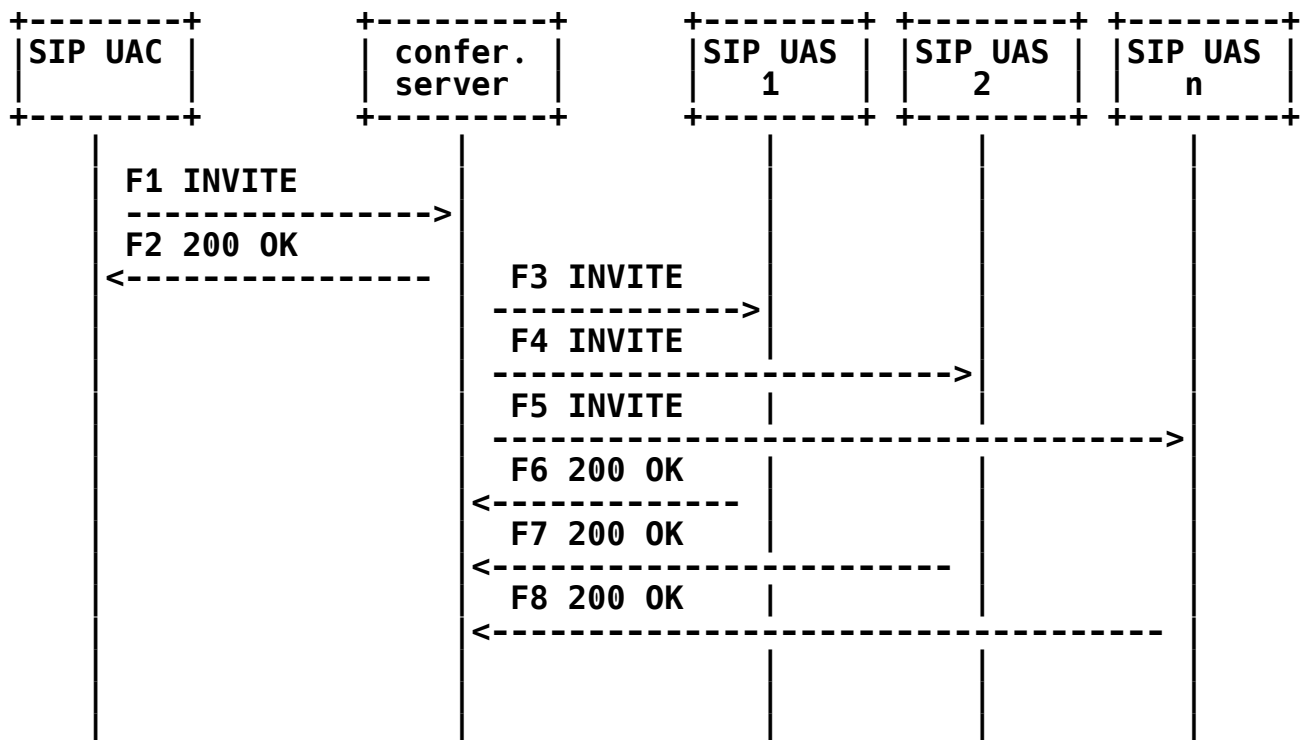 SIP UAC confer. SIP UAS SIP UAS SIP UAS
server 1 2 n
F1 INVITE
F2 200 OK
F3 INVITE
F4 INVITE
F5 INVITE
F6 200 OK
F7 200 OK
F8 200 OK